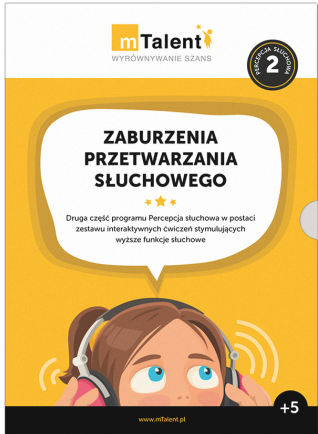 mTalent
WYRÓWNYWANIE SZANS
PERCEPCJA SŁUCHOWA
2
ZABURZENIA
PRZETWARZANIA
SŁUCHOWEGO
Druga część programu Percepcja słuchowa w postaci
zestawu interaktywnych ćwiczeń stymulujących
wyższe funkcje słuchowe
+5
www.mTalent.pl